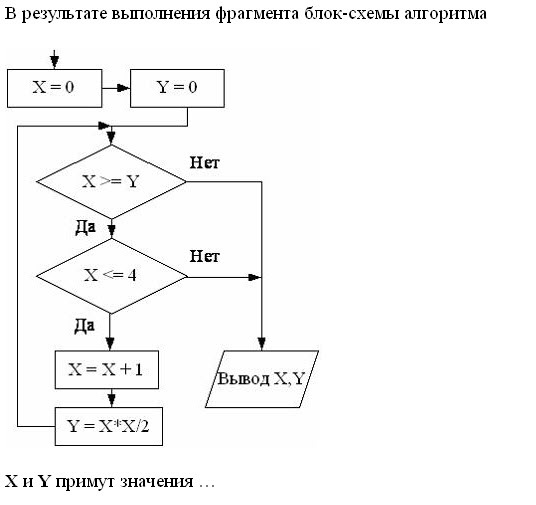 В результате выполнения фрагмента блок-схемы алгоритма
X = 0
Y = 0
X >= Y
Нет
Да
X <= 4
Нет
Да
X = X + 1
Вывод X,Y
Y = X*X/2
X и Y примут значения …